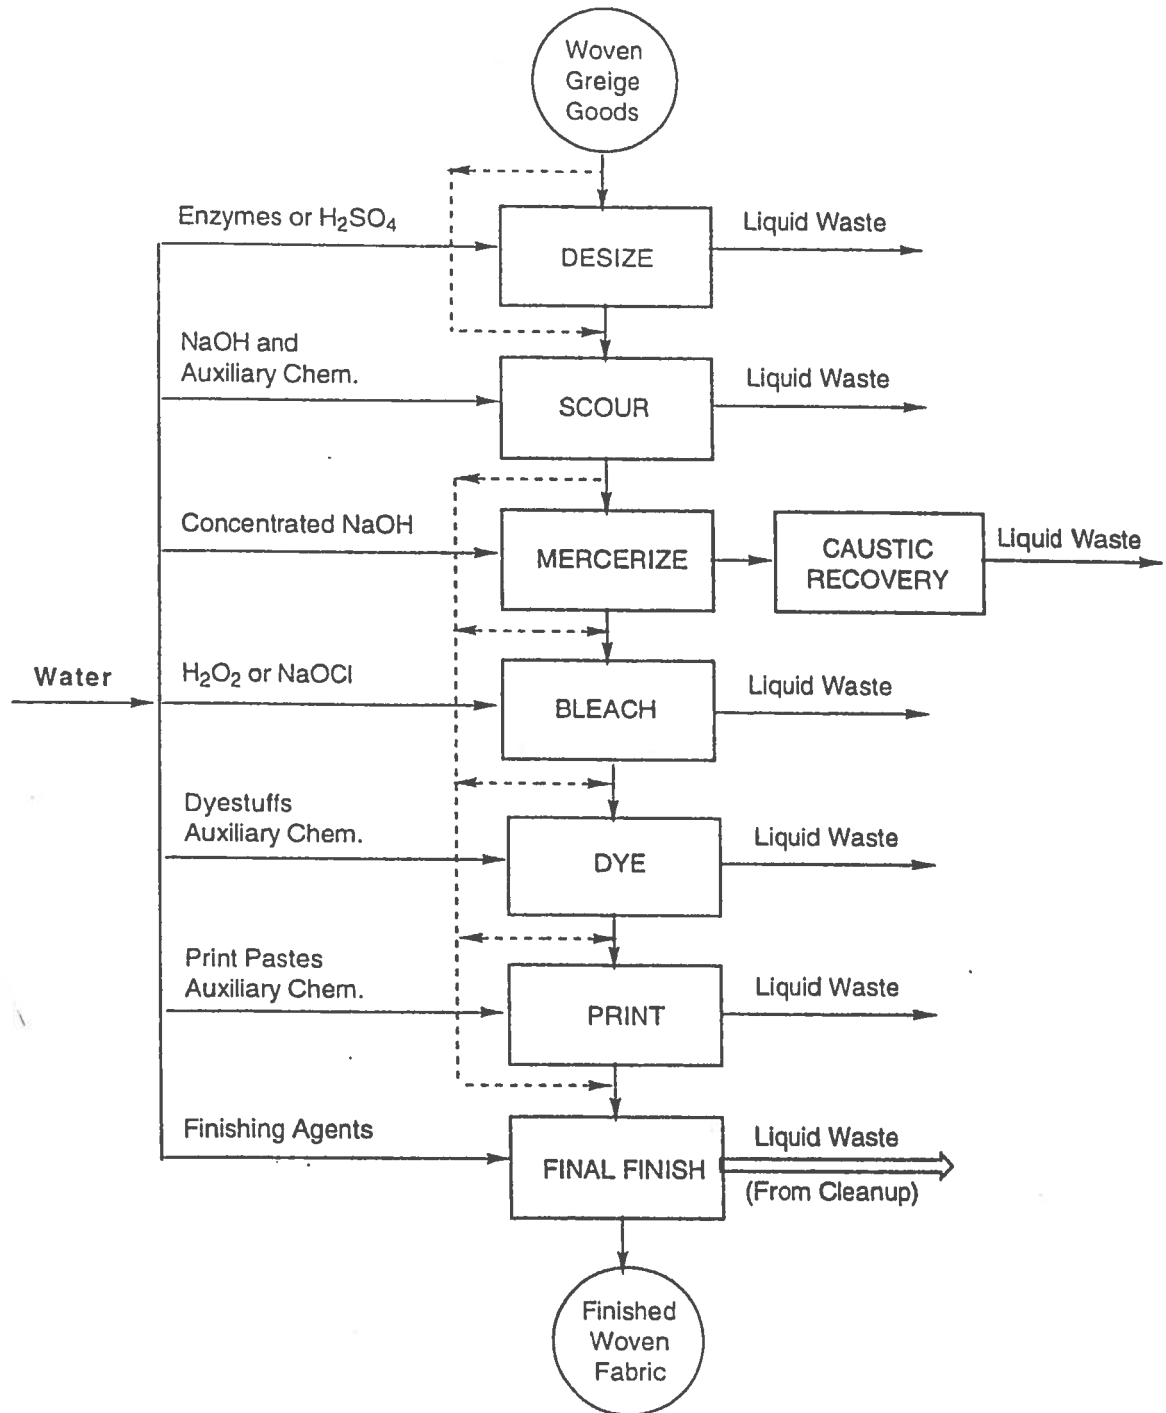 Woven
Greige
Goods
Enzymes or H₂SO₄
Liquid Waste
DESIZE
NaOH and
Auxiliary Chem.
Liquid Waste
SCOUR
Concentrated NaOH
MERCERIZE
CAUSTIC
RECOVERY
Liquid Waste
Water
H₂O₂ or NaOCl
Liquid Waste
BLEACH
Dyestuffs
Auxiliary Chem.
Liquid Waste
DYE
Print Pastes
Auxiliary Chem.
Liquid Waste
PRINT
Finishing Agents
Liquid Waste
FINAL FINISH
(From Cleanup)
Finished
Woven
Fabric